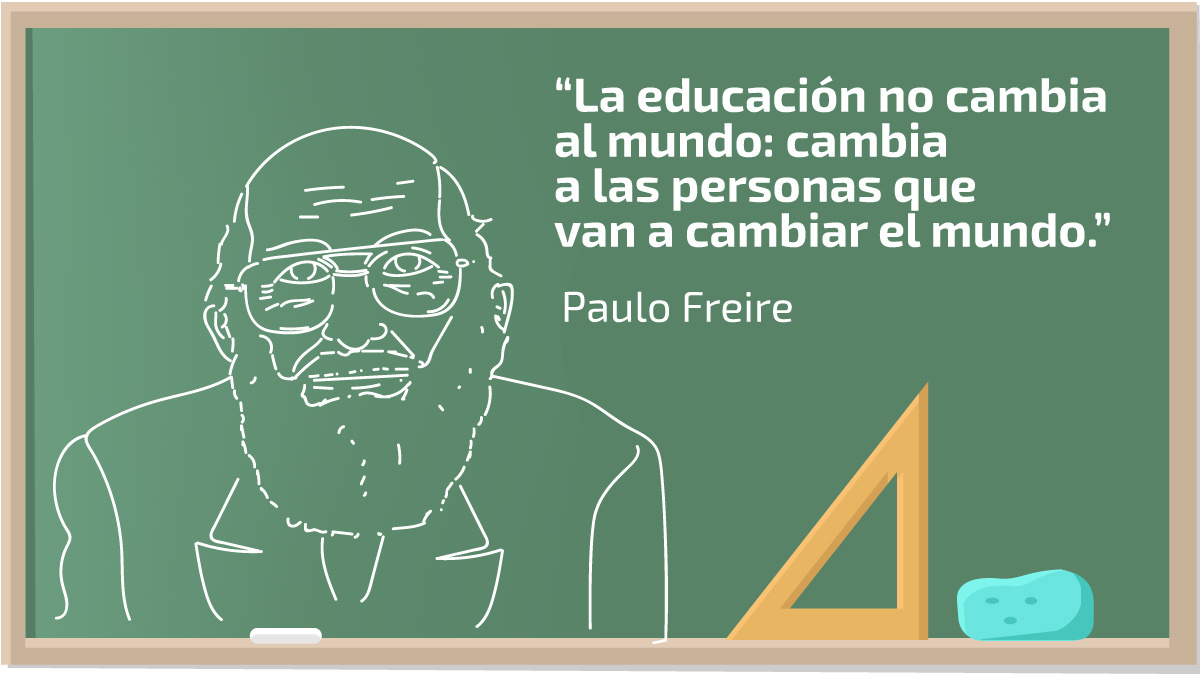 “La educación no cambia
al mundo: cambia
a las personas que
van a cambiar el mundo.”
Paulo Freire